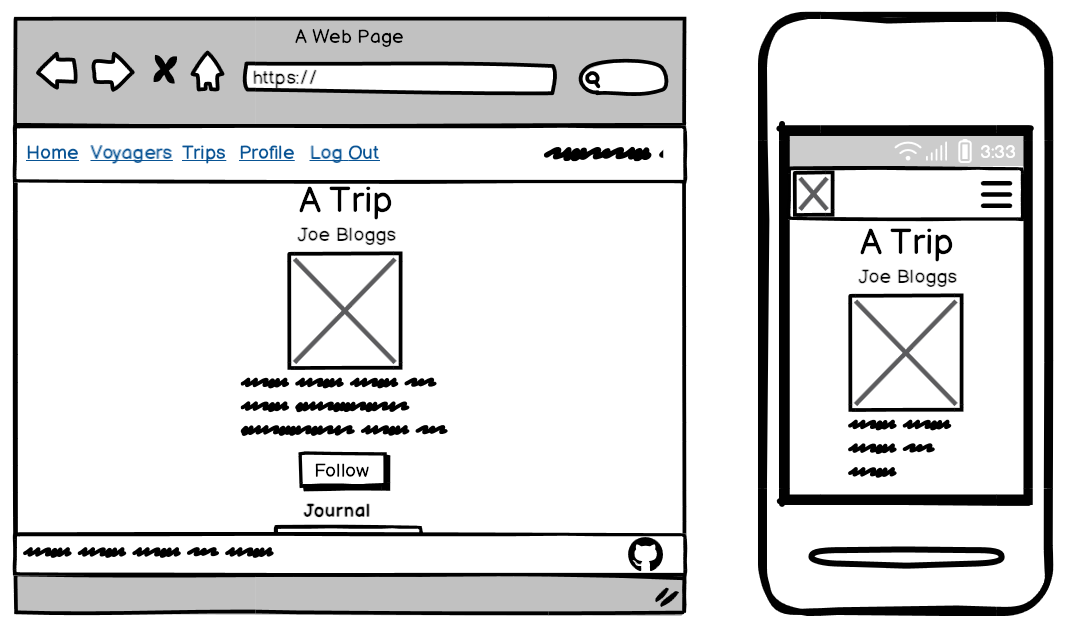 A Web Page
https://
Home Voyagers Trips Profile Log Out
A Trip
Joe Bloggs
Follow
Journal
3:33
A Trip
Joe Bloggs